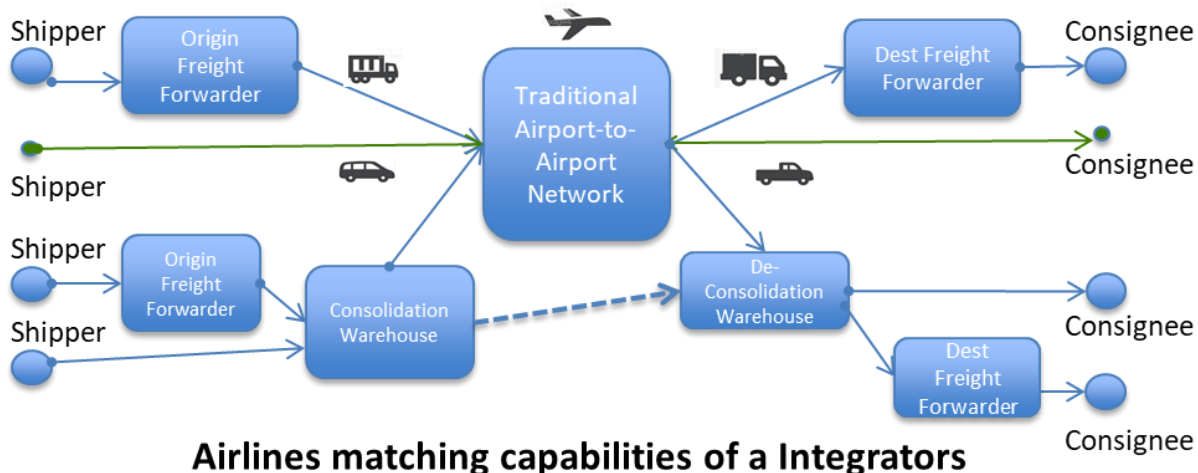 Shipper
Origin
Freight
Forwarder
Traditional
Airport-to-
Airport
Network
Dest Freight
Forwarder
Consignee
Shipper
Consignee
Shipper
Origin
Freight
Forwarder
Shipper
Consolidation
Warehouse
De-
Consolidation
Warehouse
Consignee
Dest
Freight
Forwarder
Consignee
Airlines matching capabilities of a Integrators